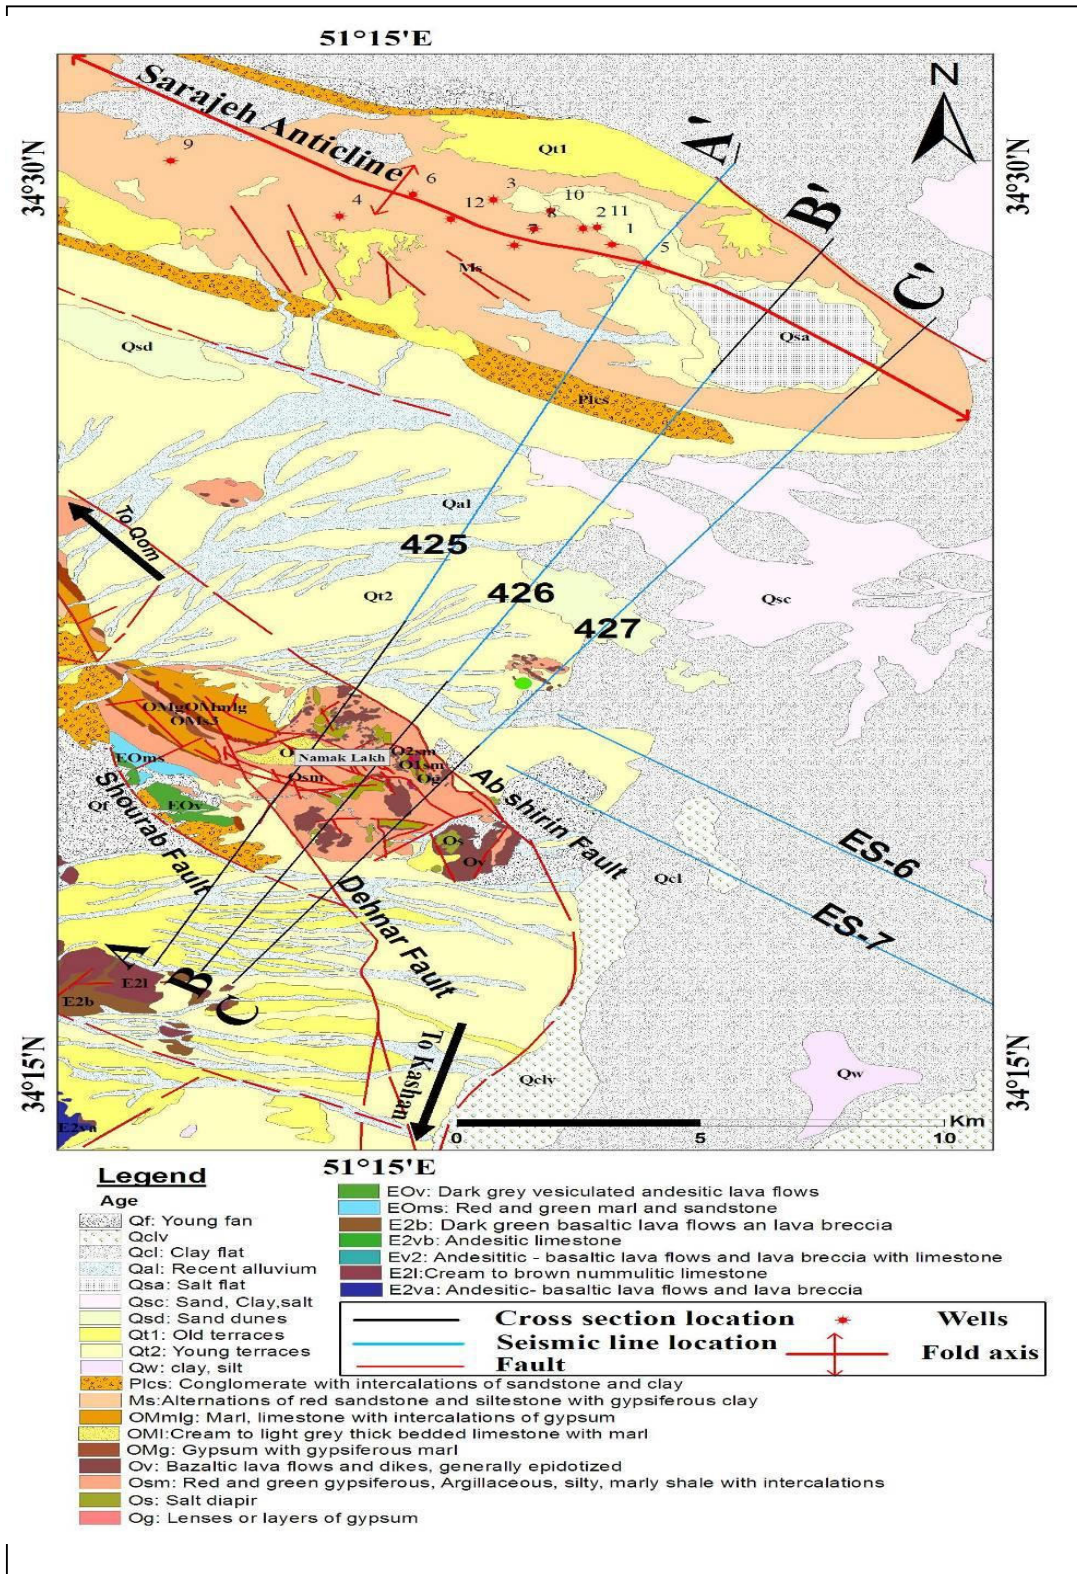 51°15'E
N
Sarajeh Anticline
34°30'N
34°30'N
A'
B'
C'
Qt1
9
6
3
10
4
12
8
2
11
7
1
5
Ms
Qsa
Qsd
Plcs
Qal
To Qom
425
426
427
Qt2
Qsc
OMgOMmlg
OMs3
EOms
O
Namak Lakh
O2sm
O1sm
Og
Osm
Qf
EOv
Shourab Fault
Ab shirin Fault
Os
Ov
Dehnar Fault
Qcl
ES-6
ES-7
A
B
C
E2l
E2b
To Kashan
Qclv
Qw
34°15'N
34°15'N
E2va
Km
0
5
10
51°15'E
Legend
Age
Qf: Young fan
Qclv
Qcl: Clay flat
Qal: Recent alluvium
Qsa: Salt flat
Qsc: Sand, Clay,salt
Qsd: Sand dunes
Qt1: Old terraces
Qt2: Young terraces
Qw: clay, silt
Plcs: Conglomerate with intercalations of sandstone and clay
Ms:Alternations of red sandstone and siltestone with gypsiferous clay
OMmlg: Marl, limestone with intercalations of gypsum
OMl:Cream to light grey thick bedded limestone with marl
OMg: Gypsum with gypsiferous marl
Ov: Bazaltic lava flows and dikes, generally epidotized
Osm: Red and green gypsiferous, Argillaceous, silty, marly shale with intercalations
Os: Salt diapir
Og: Lenses or layers of gypsum
EOv: Dark grey vesiculated andesitic lava flows
EOms: Red and green marl and sandstone
E2b: Dark green basaltic lava flows an lava breccia
E2vb: Andesitic limestone
Ev2: Andesititic - basaltic lava flows and lava breccia with limestone
E2l:Cream to brown nummulitic limestone
E2va: Andesitic- basaltic lava flows and lava breccia
Cross section location
Wells
Seismic line location
Fault
Fold axis